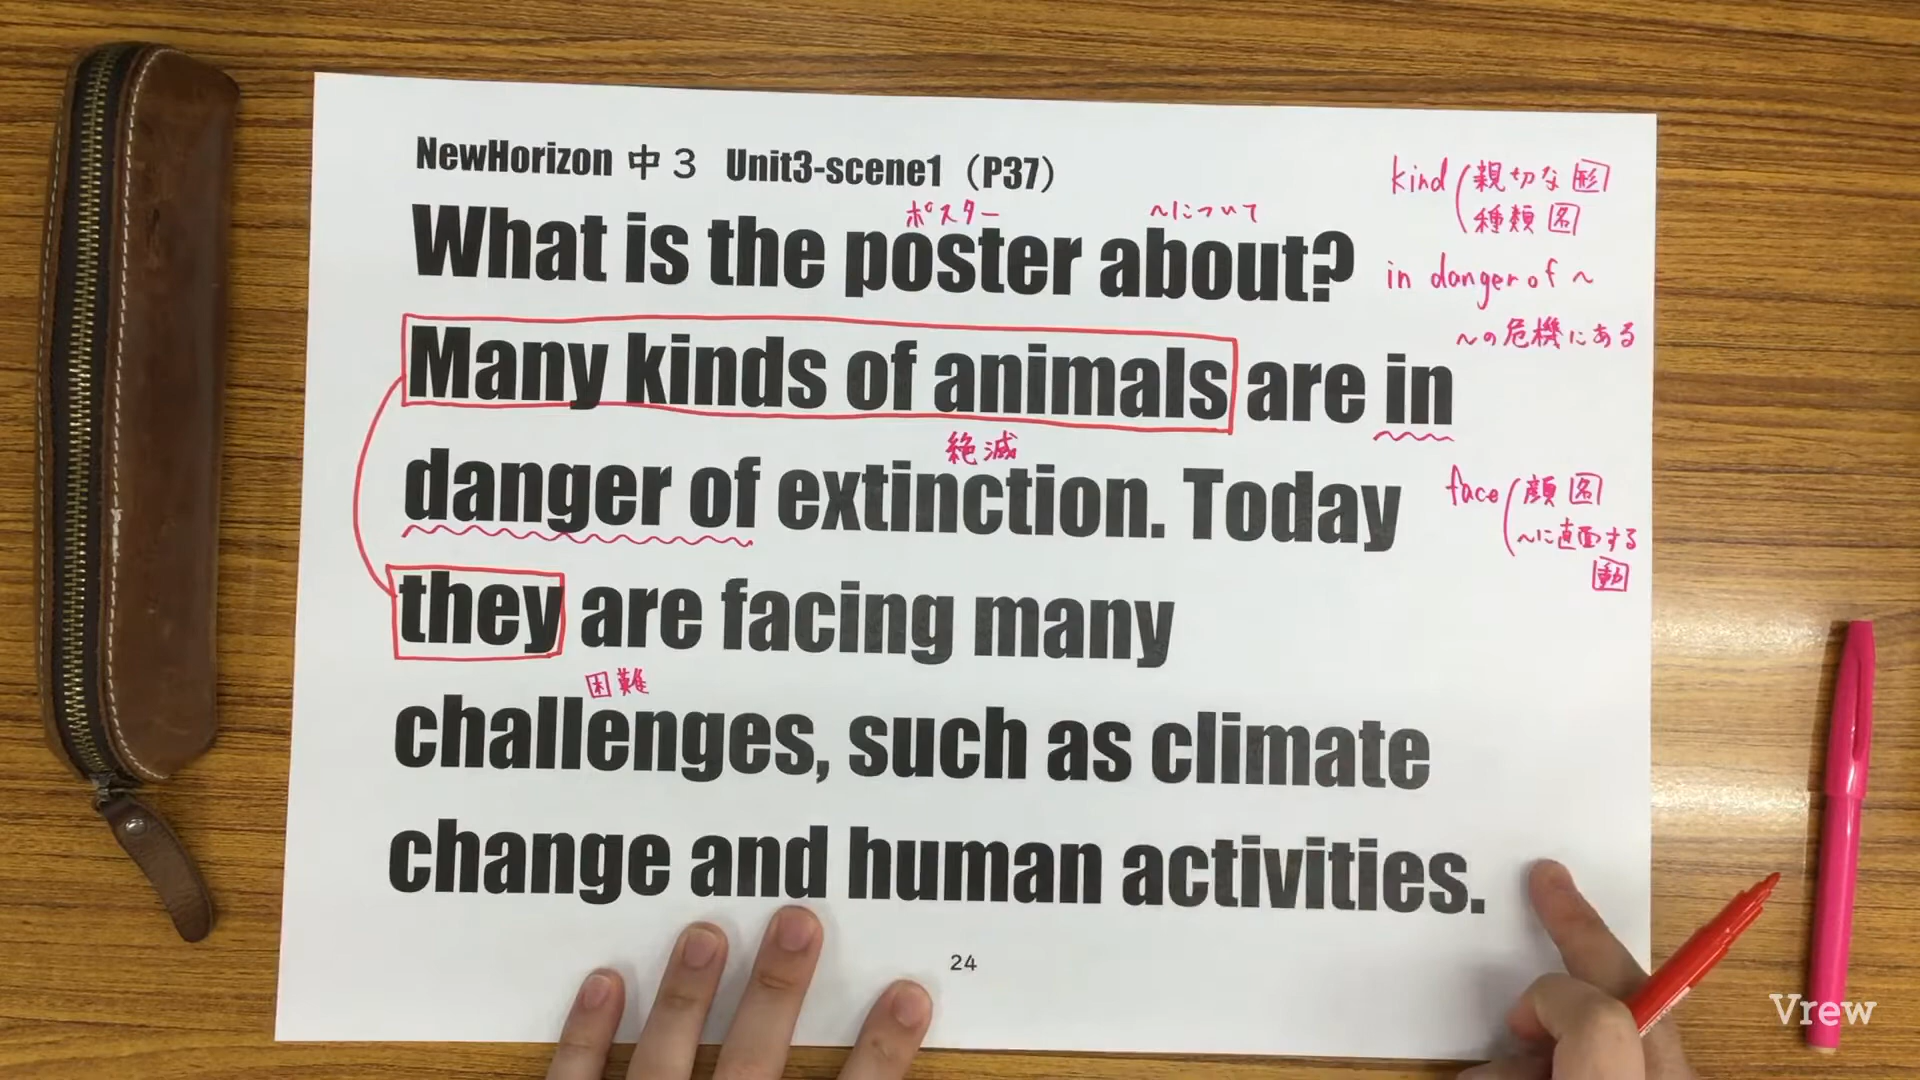 NewHorizon 中３ Unit3-scene1（P37）
ポスター
～について
What is the poster about?
Many kinds of animals are in
絶滅
danger of extinction. Today
they are facing many
困難
challenges, such as climate
change and human activities.
24
kind 親切な 形
種類 名
in danger of ～
～の危機にある
face 顔 名
～に直面する
動
Vrew